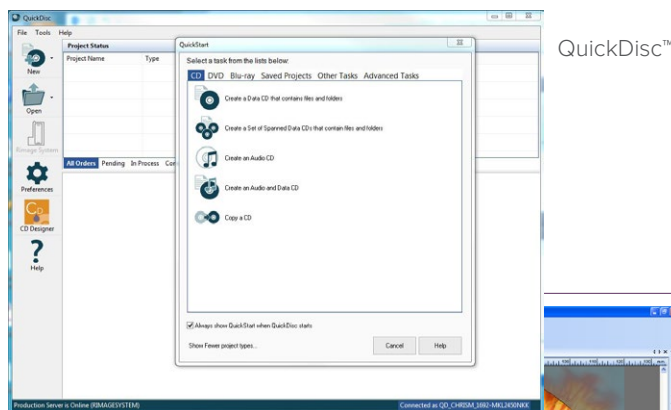 QuickDisc
File Tools Help
Project Status
Project Name Type
New
Open
Rimage System
All Orders Pending In Process Com
Preferences
CD Designer
Help
QuickStart
Select a task from the lists below:
CD DVD Blu-ray Saved Projects Other Tasks Advanced Tasks
Create a Data CD that contains files and folders
Create a Set of Spanned Data CDs that contain files and folders
Create an Audio CD
Create an Audio and Data CD
Copy a CD
Always show QuickStart when QuickDisc starts
Show Fewer project types...
Cancel Help
Production Server is Online (RIMAGESYSTEM)
QuickDisc™